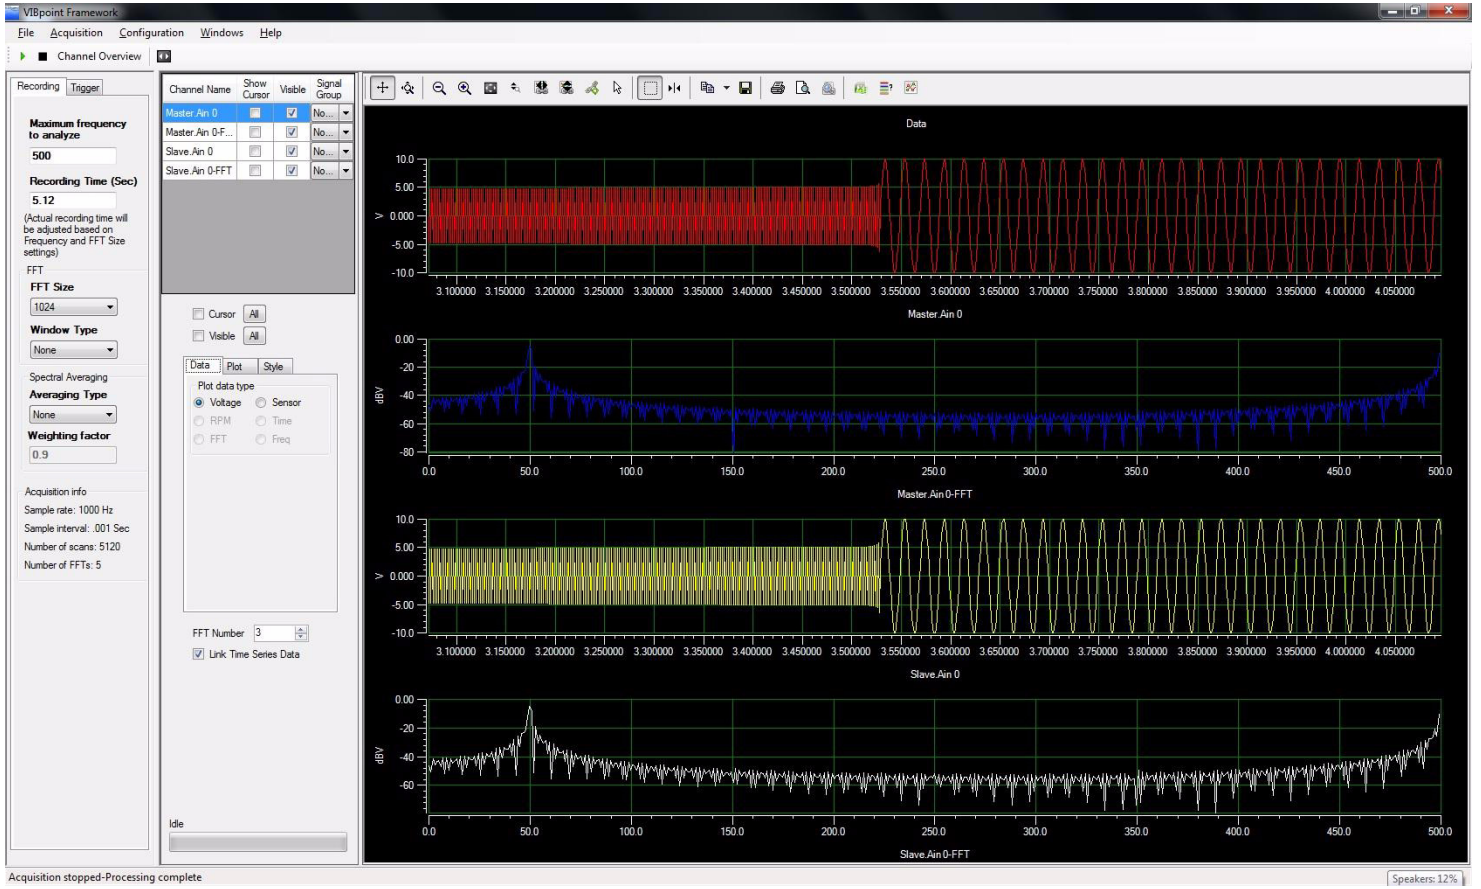 VIBpoint Framework
File Acquisition Configuration Windows Help
Channel Overview
Recording Trigger
Maximum frequency
to analyze
500
Recording Time (Sec)
5.12
(Actual recording time will
be adjusted based on
Frequency and FFT Size
settings)
FFT
FFT Size
1024
Window Type
None
Spectral Averaging
Averaging Type
None
Weighting factor
0.9
Acquisition info
Sample rate: 1000 Hz
Sample interval: .001 Sec
Number of scans: 5120
Number of FFTs: 5
Channel Name Show Cursor Visible Signal Group
Master.Ain 0 No...
Master.Ain 0-F... No...
Slave.Ain 0 No...
Slave.Ain 0-FFT No...
Cursor All
Visible All
Data Plot Style
Plot data type
Voltage Sensor
RPM Time
FFT Freq
FFT Number 3
Link Time Series Data
Idle
Data
10.0
5.00
V 0.000
-5.00
-10.0
3.100000 3.150000 3.200000 3.250000 3.300000 3.350000 3.400000 3.450000 3.500000 3.550000 3.600000 3.650000 3.700000 3.750000 3.800000 3.850000 3.900000 3.950000 4.000000 4.050000
Master.Ain 0
0.00
-20
dBV -40
-60
-80
0.0 50.0 100.0 150.0 200.0 250.0 300.0 350.0 400.0 450.0 500.0
Master.Ain 0-FFT
10.0
5.00
V 0.000
-5.00
-10.0
3.100000 3.150000 3.200000 3.250000 3.300000 3.350000 3.400000 3.450000 3.500000 3.550000 3.600000 3.650000 3.700000 3.750000 3.800000 3.850000 3.900000 3.950000 4.000000 4.050000
Slave.Ain 0
0.00
-20
dBV -40
-60
0.0 50.0 100.0 150.0 200.0 250.0 300.0 350.0 400.0 450.0 500.0
Slave.Ain 0-FFT
Acquisition stopped-Processing complete
Speakers: 12%